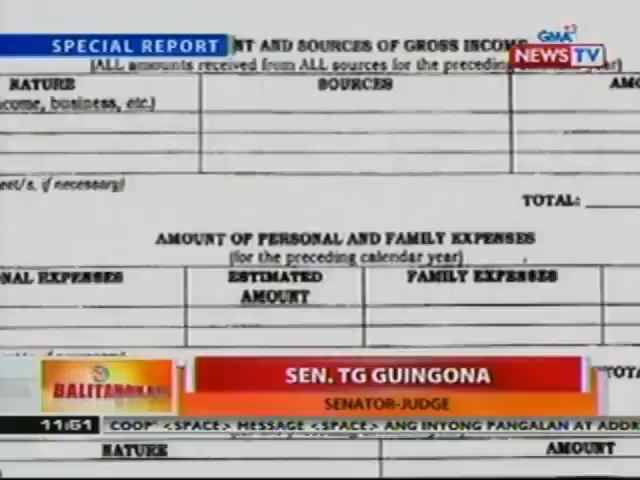 SPECIAL REPORT
NT AND SOURCES OF GROSS INCOME
GMA
NEWS TV
(ALL amounts received from ALL sources for the preceding year)
NATURE
SOURCES
AMO
come, business, etc.)
eet/s, if necessary)
TOTAL:
AMOUNT OF PERSONAL AND FAMILY EXPENSES
(for the preceding calendar year)
NAL EXPENSES
ESTIMATED
AMOUNT
FAMILY EXPENSES
SEN. TG GUINGONA
SENATOR-JUDGE
BALITANGHALI
TOTA
11:51
COOP" <SPACE> MESSAGE <SPACE> ANG INYONG PANGALAN AT ADDR
NATURE
AMOUNT